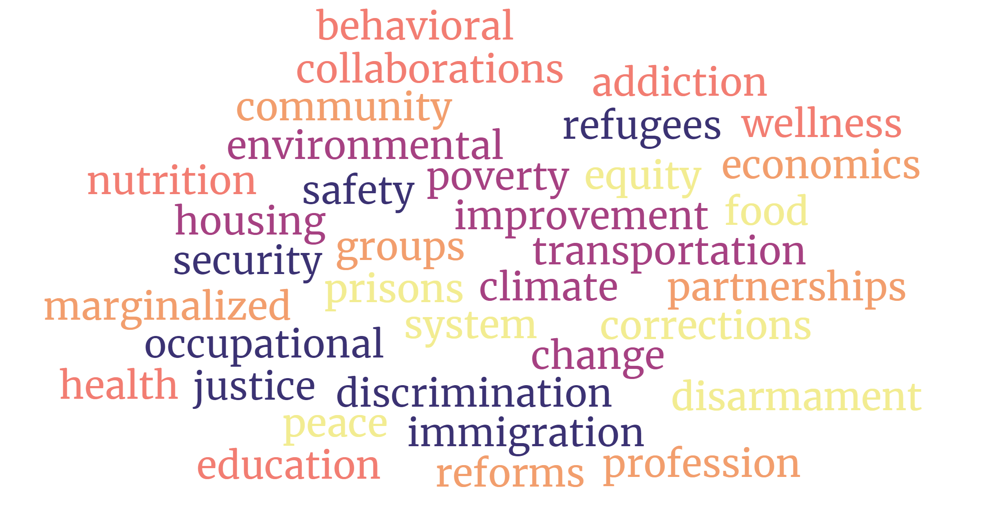 behavioral
collaborations
addiction
community
refugees wellness
environmental
nutrition safety poverty equity economics
housing improvement food
security groups transportation
marginalized prisons climate partnerships
system corrections
occupational change
health justice discrimination disarmament
peace immigration
education reforms profession